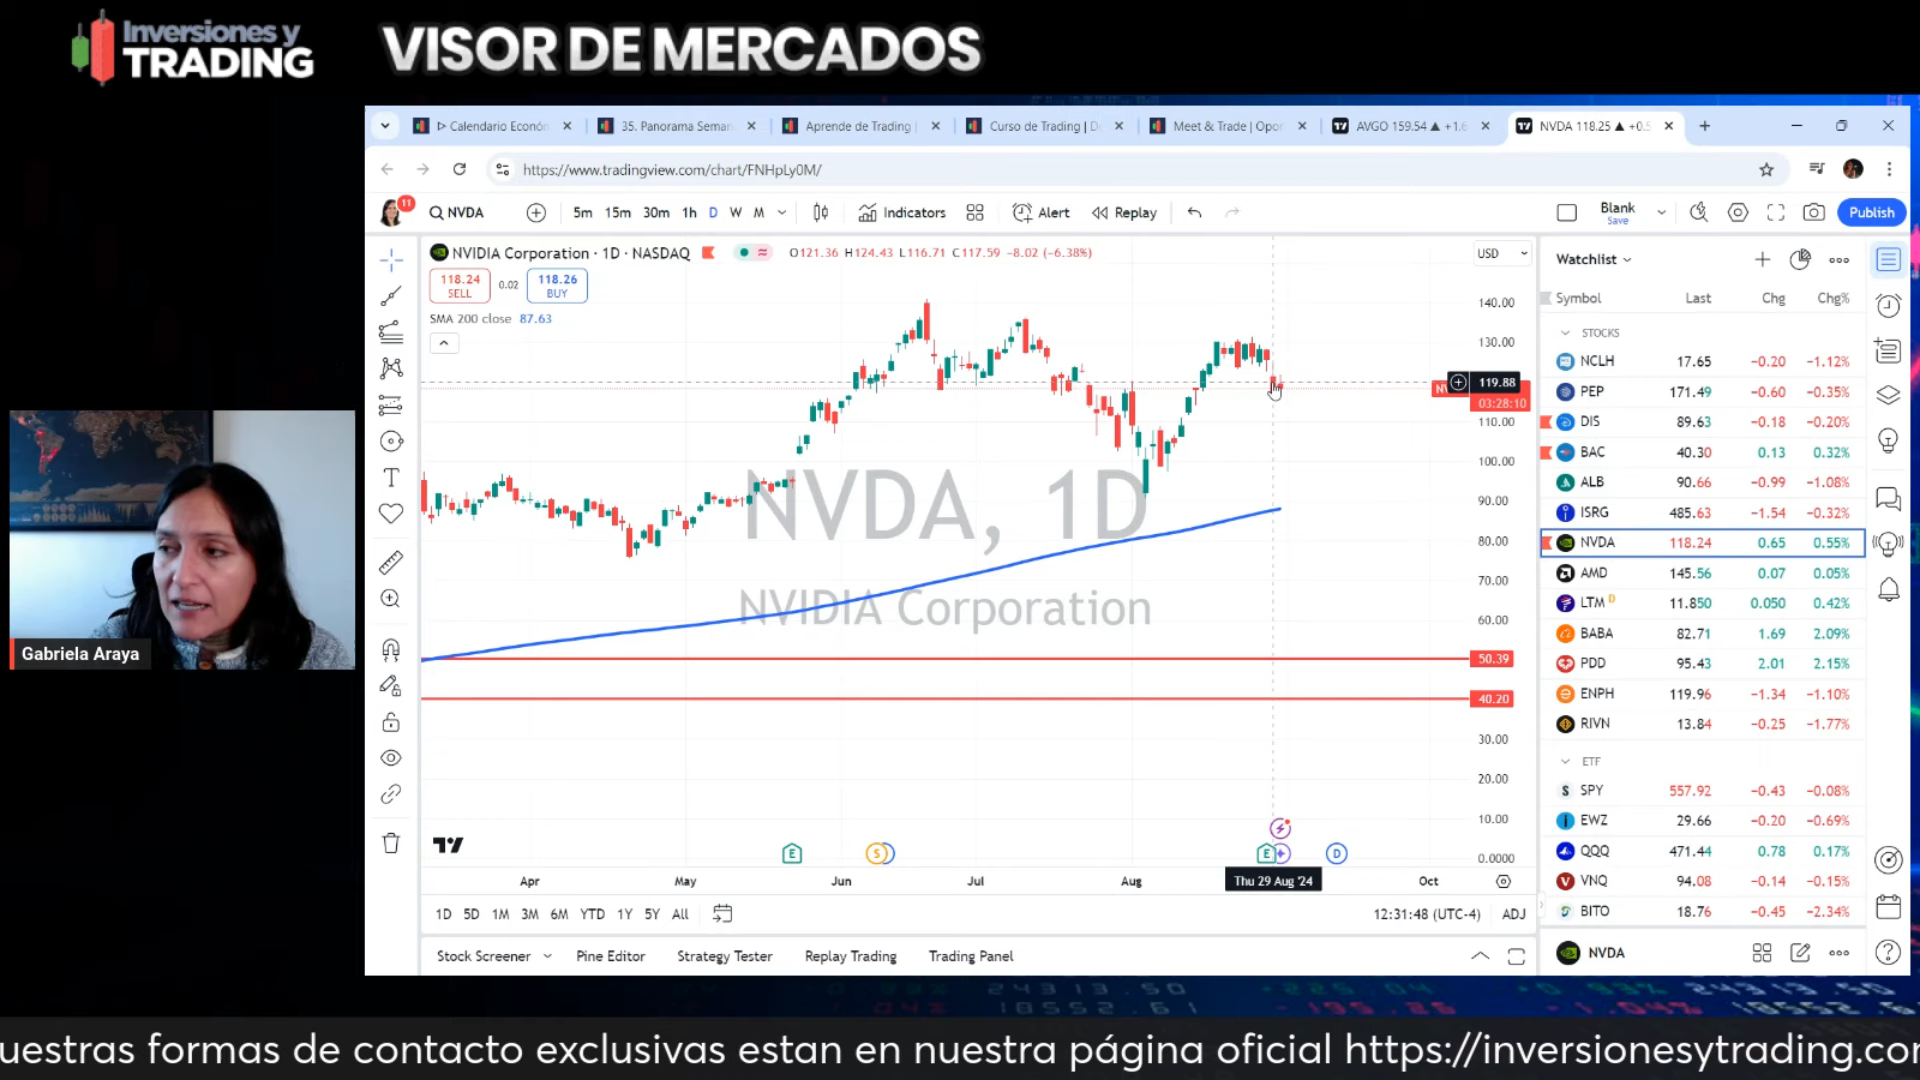 Inversiones y
TRADING
VISOR DE MERCADOS
Calendario Econón
35. Panorama Seman
Aprende de Trading |
Curso de Trading | D
Meet & Trade | Opor
AVGO 159.54 ▲ +1.6
NVDA 118.25 ▲ +0.5
https://www.tradingview.com/chart/FNHpLy0M/
11
NVDA
5m 15m 30m 1h D W M
Indicators
Alert
Replay
Blank
Save
Publish
NVIDIA Corporation · 1D · NASDAQ
O121.36 H124.43 L116.71 C117.59 -8.02 (-6.38%)
USD
118.24
SELL
0.02
118.26
BUY
SMA 200 close 87.63
NVDA, 1D
NVIDIA Corporation
140.00
130.00
119.88
03:28:10
110.00
100.00
90.00
80.00
70.00
60.00
50.39
40.20
30.00
20.00
10.00
0.0000
E
S
E
D
Apr May Jun Jul Aug Thu 29 Aug '24 Oct
1D 5D 1M 3M 6M YTD 1Y 5Y All
12:31:48 (UTC-4) ADJ
Stock Screener Pine Editor Strategy Tester Replay Trading Trading Panel
Watchlist
Symbol Last Chg Chg%
STOCKS
NCLH 17.65 -0.20 -1.12%
PEP 171.49 -0.60 -0.35%
DIS 89.63 -0.18 -0.20%
BAC 40.30 0.13 0.32%
ALB 90.66 -0.99 -1.08%
ISRG 485.63 -1.54 -0.32%
NVDA 118.24 0.65 0.55%
AMD 145.56 0.07 0.05%
LTM D 11.850 0.050 0.42%
BABA 82.71 1.69 2.09%
PDD 95.43 2.01 2.15%
ENPH 119.96 -1.34 -1.10%
RIVN 13.84 -0.25 -1.77%
ETF
SPY 557.92 -0.43 -0.08%
EWZ 29.66 -0.20 -0.69%
QQQ 471.44 0.78 0.17%
VNQ 94.08 -0.14 -0.15%
BITO 18.76 -0.45 -2.34%
NVDA
Gabriela Araya
uestras formas de contacto exclusivas estan en nuestra página oficial https://inversionesytrading.co